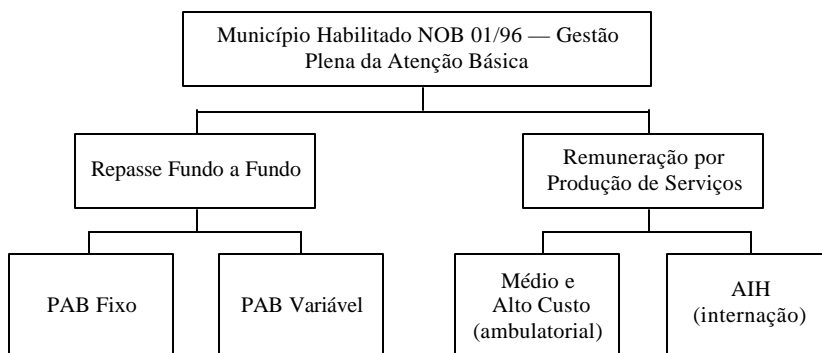 Município Habilitado NOB 01/96 — Gestão
Plena da Atenção Básica
Repasse Fundo a Fundo
Remuneração por
Produção de Serviços
PAB Fixo
PAB Variável
Médio e
Alto Custo
(ambulatorial)
AIH
(internação)